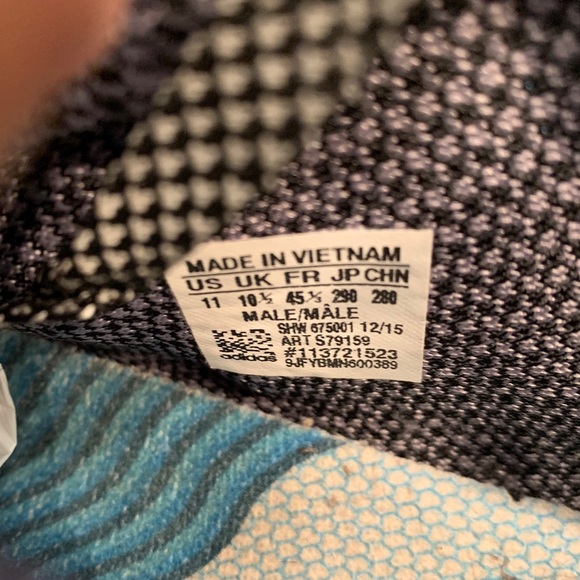 MADE IN VIETNAM
US UK FR JP CHN
11 10½ 45⅓ 290 280
MALE/MÂLE
SHW 675001 12/15
ART S79159
adidas #113721523
9JFYBMN600389